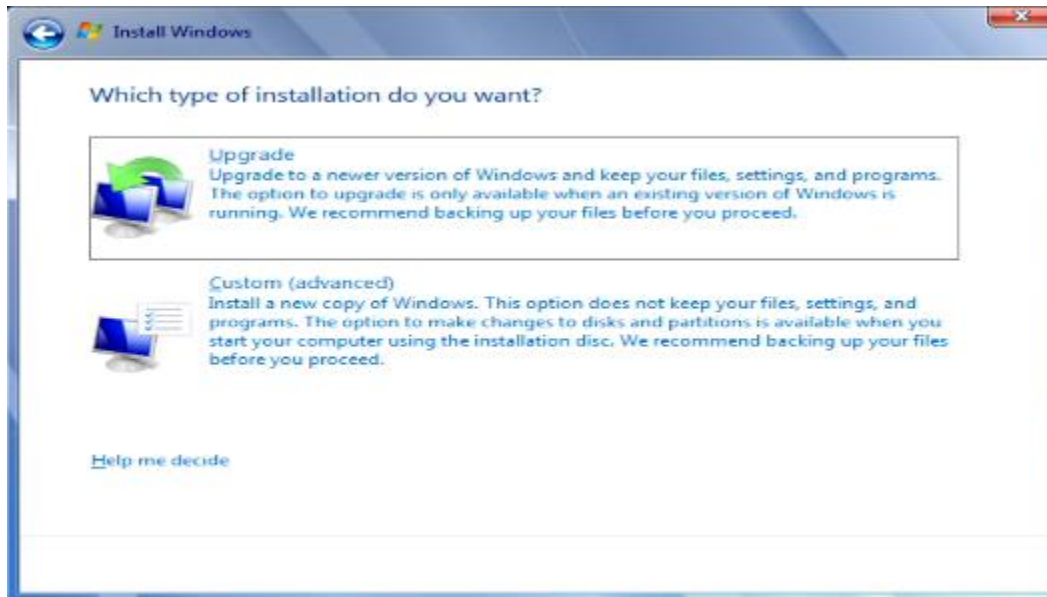 Install Windows
Which type of installation do you want?
Upgrade
Upgrade to a newer version of Windows and keep your files, settings, and programs.
The option to upgrade is only available when an existing version of Windows is
running. We recommend backing up your files before you proceed.
Custom (advanced)
Install a new copy of Windows. This option does not keep your files, settings, and
programs. The option to make changes to disks and partitions is available when you
start your computer using the installation disc. We recommend backing up your files
before you proceed.
Help me decide